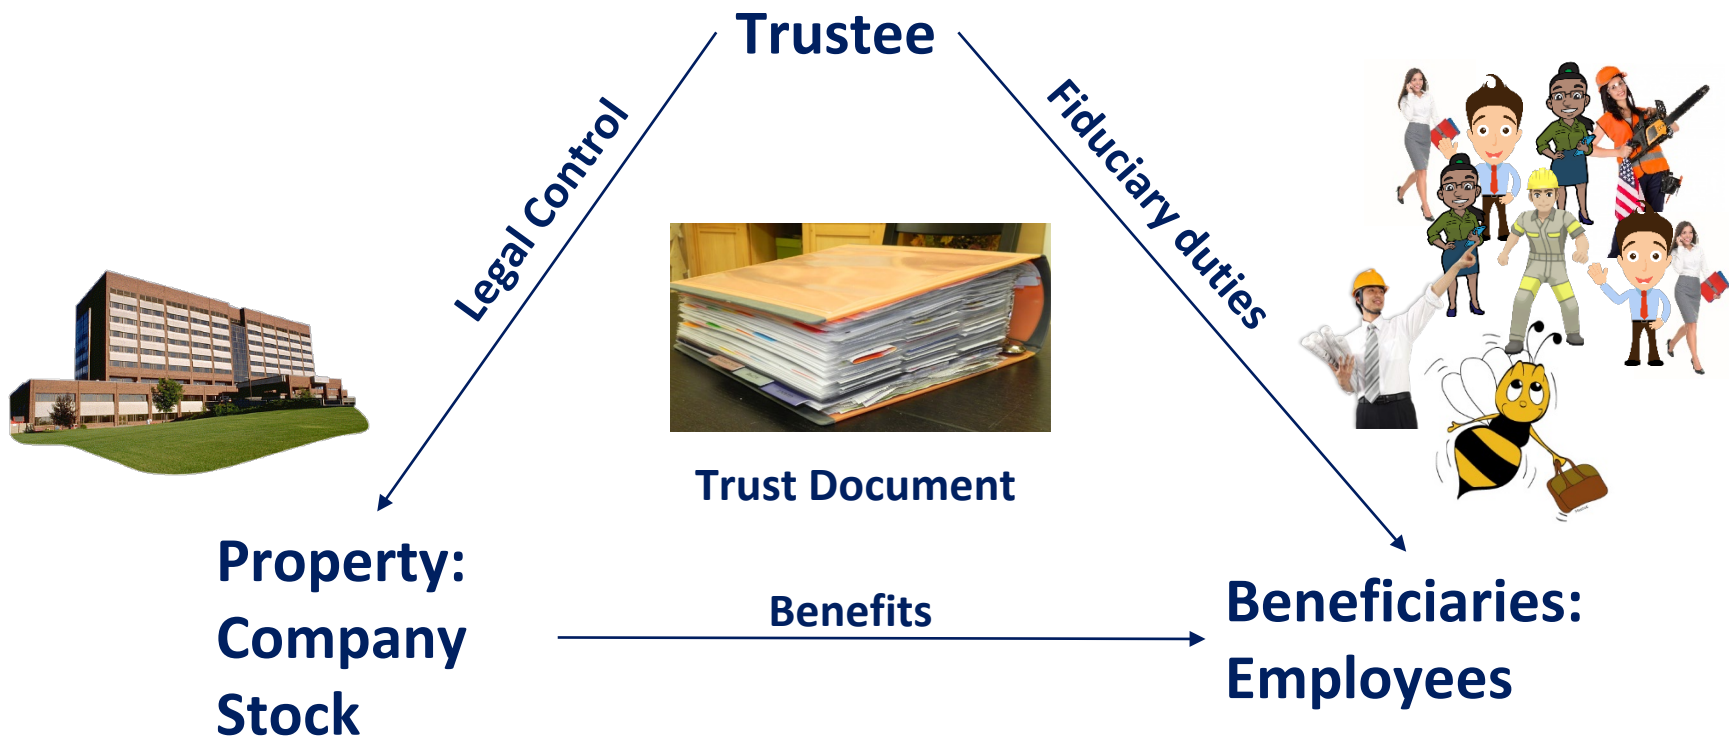 Trustee
Legal Control
Fiduciary duties
Trust Document
Property:
Company
Stock
Benefits
Beneficiaries:
Employees